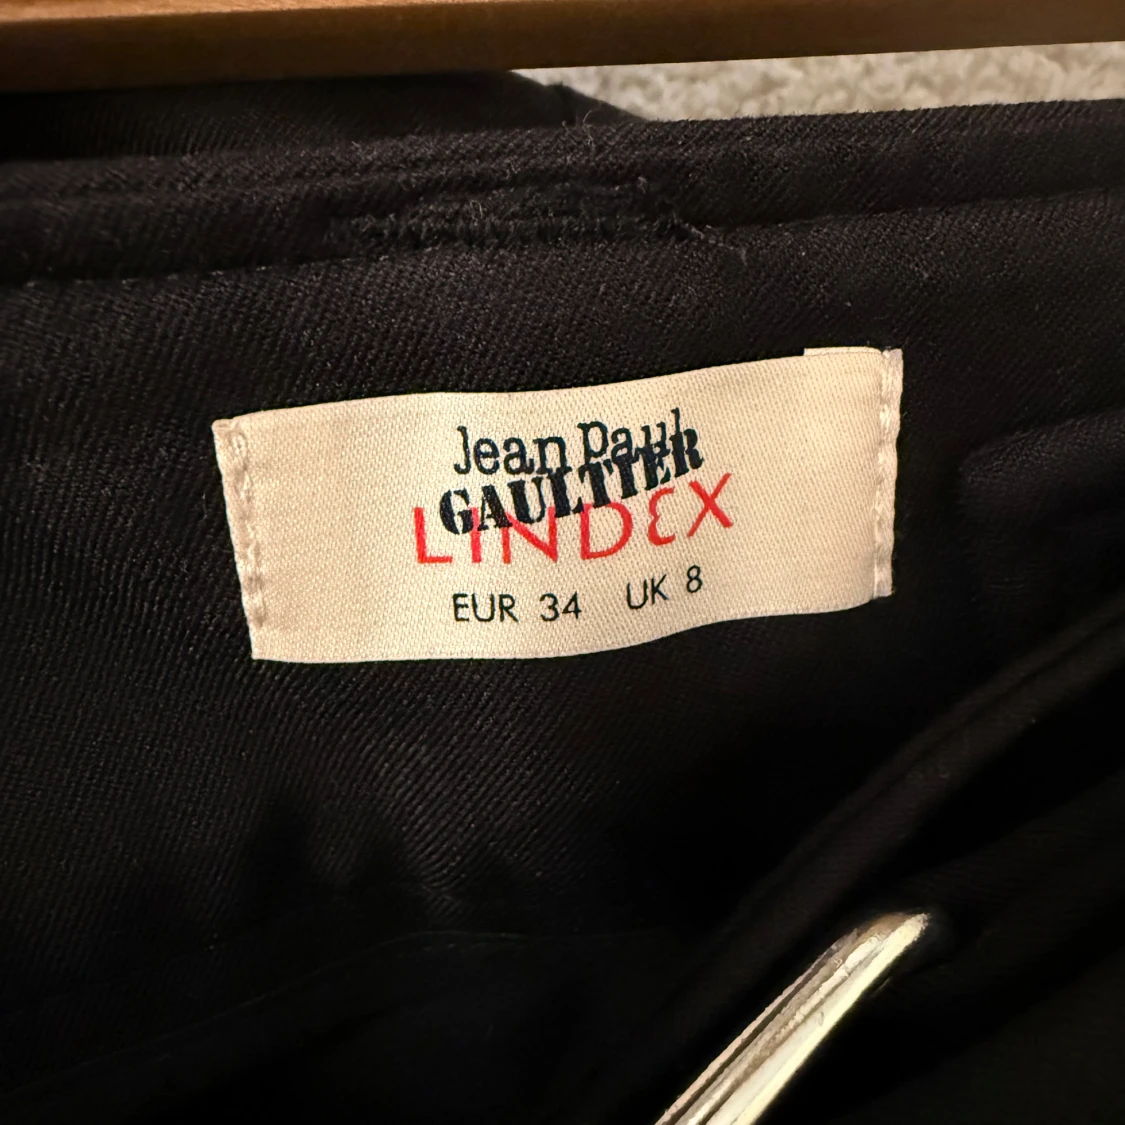 Jean Paul
GAULTIER
LINDEX
EUR 34 UK 8